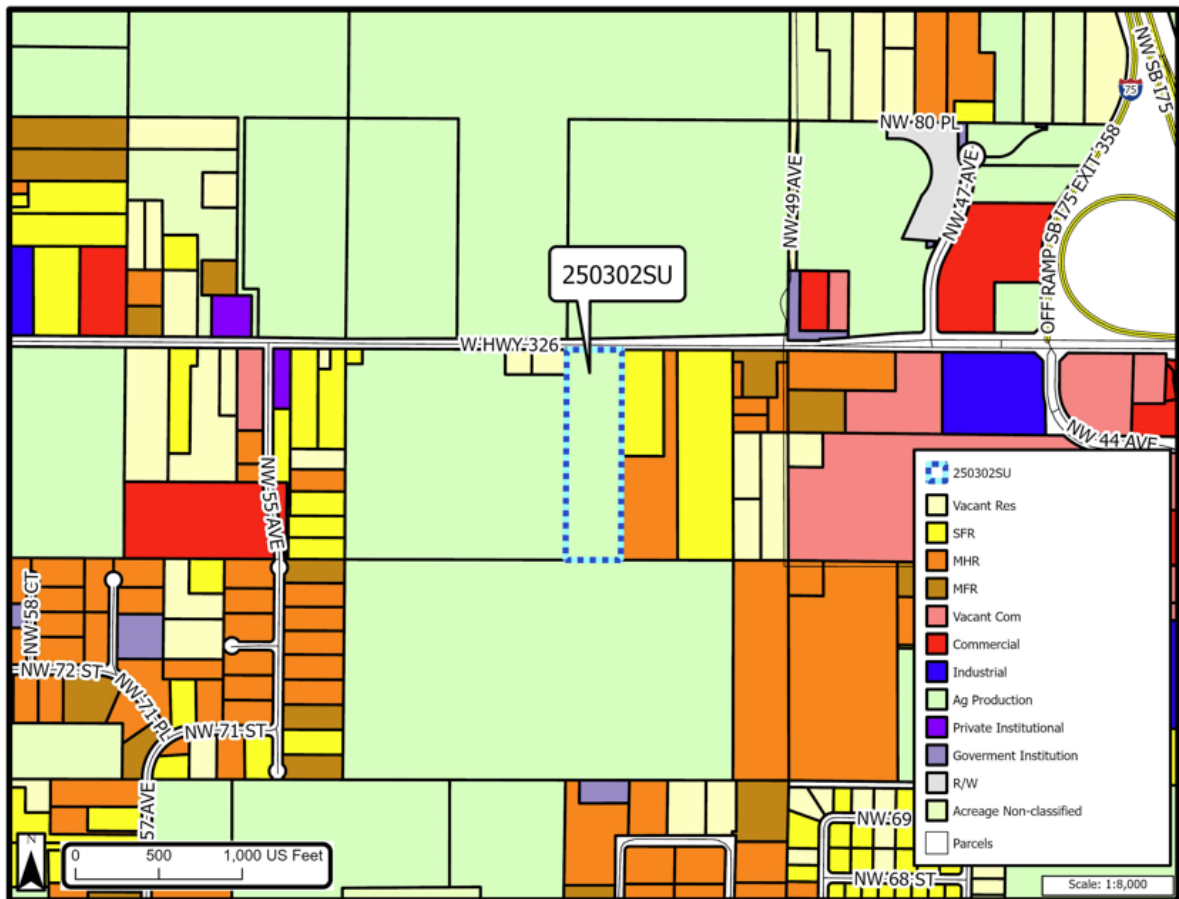 NW SB 175
75
NW 80 PL
NW 49 AVE
NW 47 AVE
OFF RAMP SB 175 EXIT 358
250302SU
W HWY 326
NW 44 AVE
NW 55 AVE
NW 58 CT
NW 72 ST
NW 71 PL
NW 71 ST
57 AVE
NW 69
NW 68 ST
250302SU
Vacant Res
SFR
MHR
MFR
Vacant Com
Commercial
Industrial
Ag Production
Private Institutional
Goverment Institution
R/W
Acreage Non-classified
Parcels
N
0 500 1,000 US Feet
Scale: 1:8,000